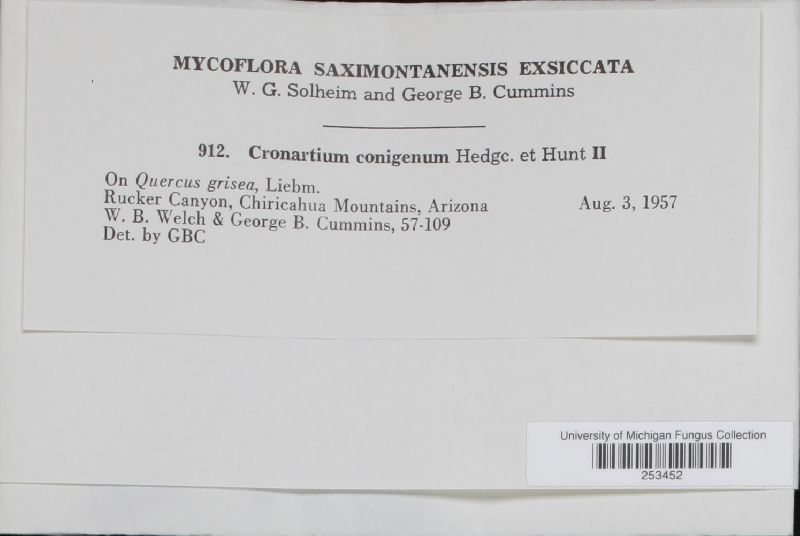 MYCOFLORA SAXIMONTANENSIS EXSICCATA
W. G. Solheim and George B. Cummins
912. Cronartium conigenum Hedgc. et Hunt II
On Quercus grisea, Liebm.
Rucker Canyon, Chiricahua Mountains, Arizona Aug. 3, 1957
W. B. Welch & George B. Cummins, 57-109
Det. by GBC
University of Michigan Fungus Collection
253452